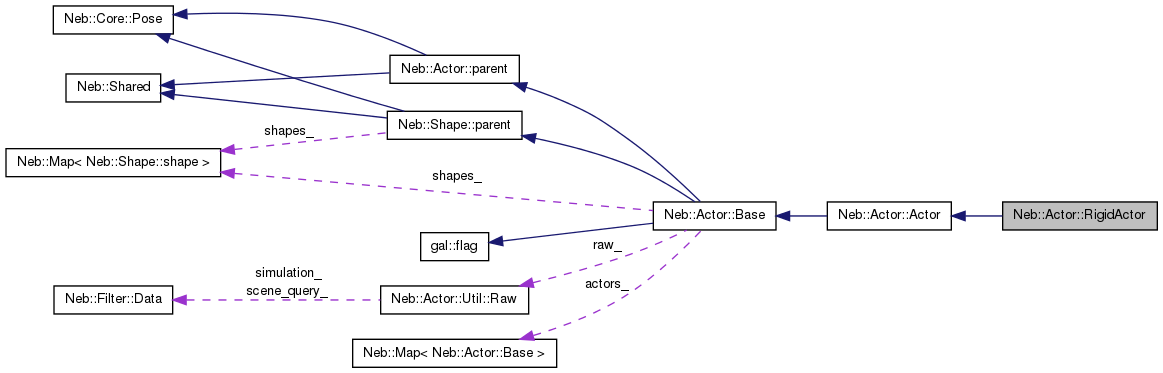 Neb::Core::Pose
Neb::Actor::parent
Neb::Shared
Neb::Shape::parent
shapes_
Neb::Map< Neb::Shape::shape >
shapes_
Neb::Actor::Base
Neb::Actor::Actor
Neb::Actor::RigidActor
gal::flag
raw_
simulation_
scene_query_
actors_
Neb::Filter::Data
Neb::Actor::Util::Raw
Neb::Map< Neb::Actor::Base >